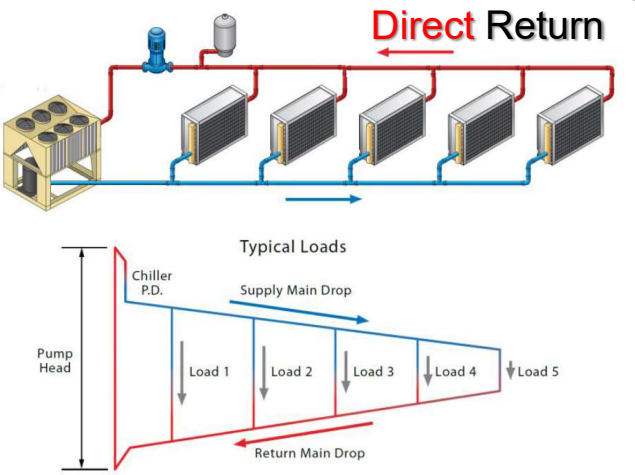 Direct Return
Typical Loads
Chiller
P.D.
Supply Main Drop
Pump
Head
Load 1
Load 2
Load 3
Load 4
Load 5
Return Main Drop